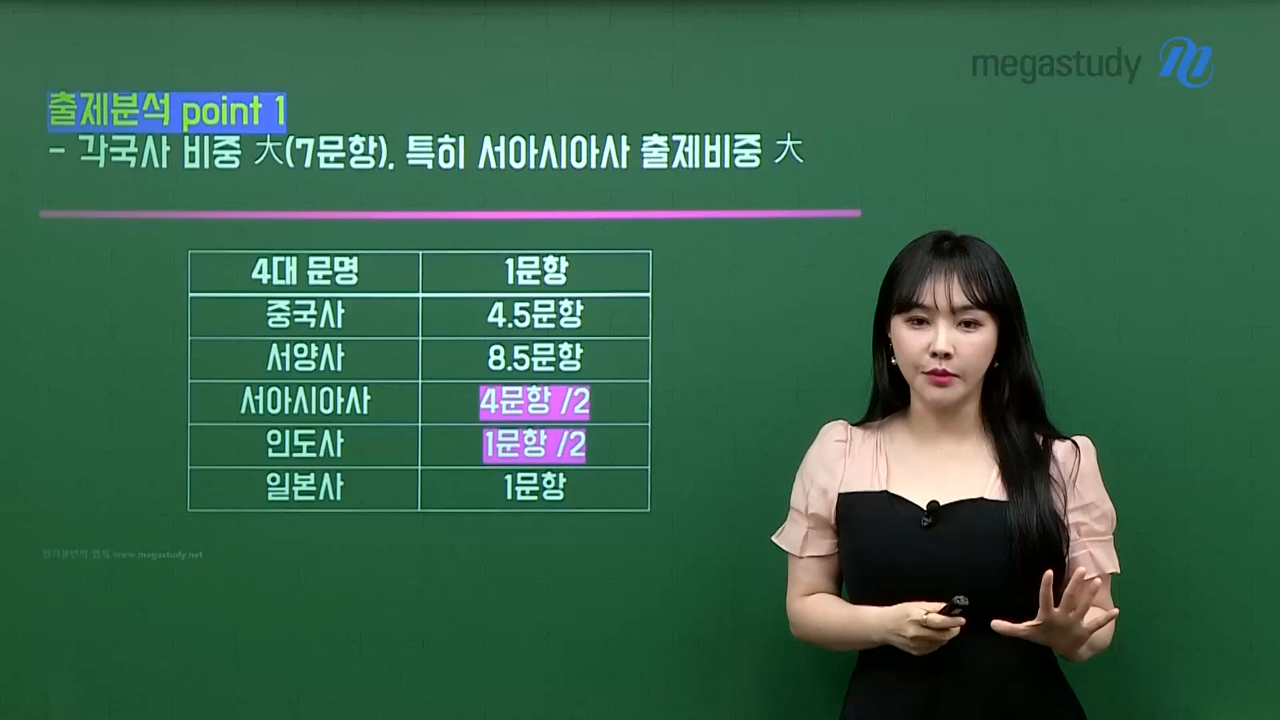 megastudy
출제분석 point 1
- 각국사 비중 大(7문항), 특히 서아시아사 출제비중 大
4대 문명 1문항
중국사 4.5문항
서양사 8.5문항
서아시아사 4문항 /2
인도사 1문항 /2
일본사 1문항
www.megastudy.net